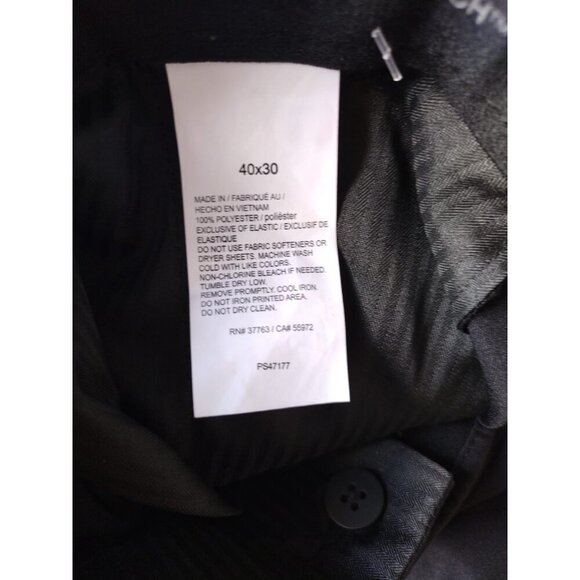 40x30
MADE IN / FABRIQUÉ AU /
HECHO EN VIETNAM
100% POLYESTER / poliéster
EXCLUSIVE OF ELASTIC / EXCLUSIF DE
ELASTIQUE
DO NOT USE FABRIC SOFTENERS OR
DRYER SHEETS. MACHINE WASH
COLD WITH LIKE COLORS.
NON-CHLORINE BLEACH IF NEEDED.
TUMBLE DRY LOW.
REMOVE PROMPTLY. COOL IRON.
DO NOT IRON PRINTED AREA.
DO NOT DRY CLEAN.
RN# 37763 / CA# 55972
PS47177